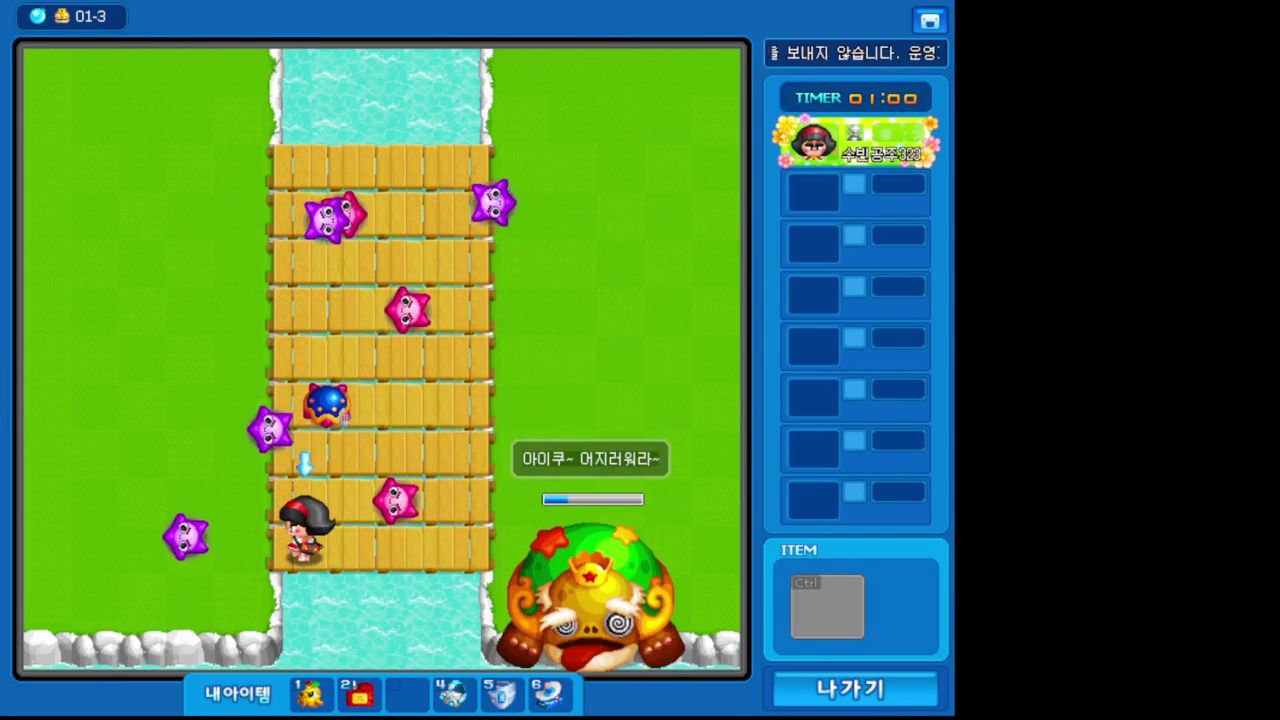 01-3
를 보내지 않습니다. 운영:
TIMER 01:00
수빈공주323
아이쿠~ 어지러워라~
ITEM
Ctrl
내아이템
1
2
4
5
6
나가기